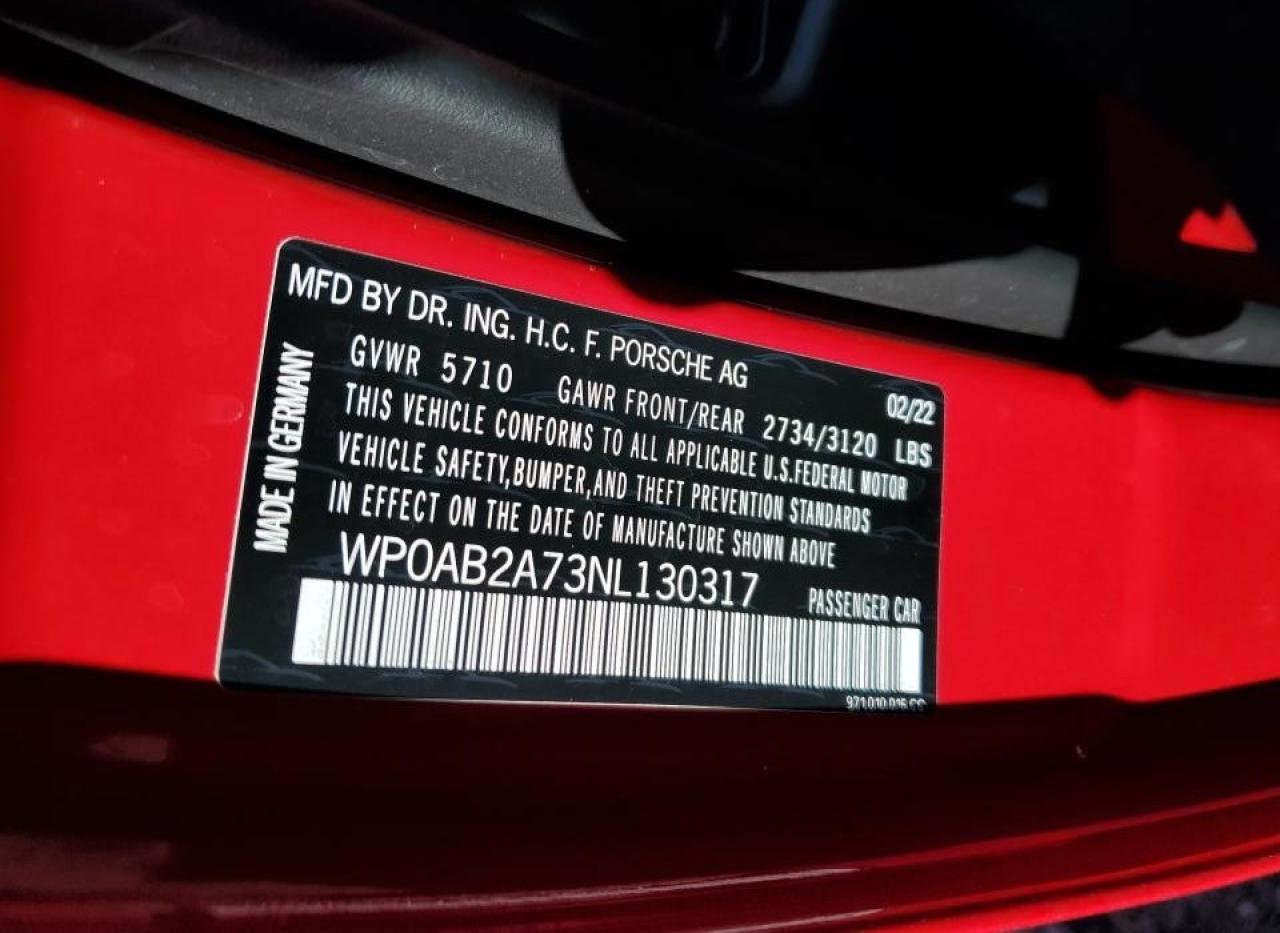 MFD BY DR. ING. H.C. F. PORSCHE AG
02/22
GVWR 5710 GAWR FRONT/REAR 2734/3120 LBS
THIS VEHICLE CONFORMS TO ALL APPLICABLE U.S.FEDERAL MOTOR
VEHICLE SAFETY,BUMPER,AND THEFT PREVENTION STANDARDS
IN EFFECT ON THE DATE OF MANUFACTURE SHOWN ABOVE
WP0AB2A73NL130317
PASSENGER CAR
MADE IN GERMANY